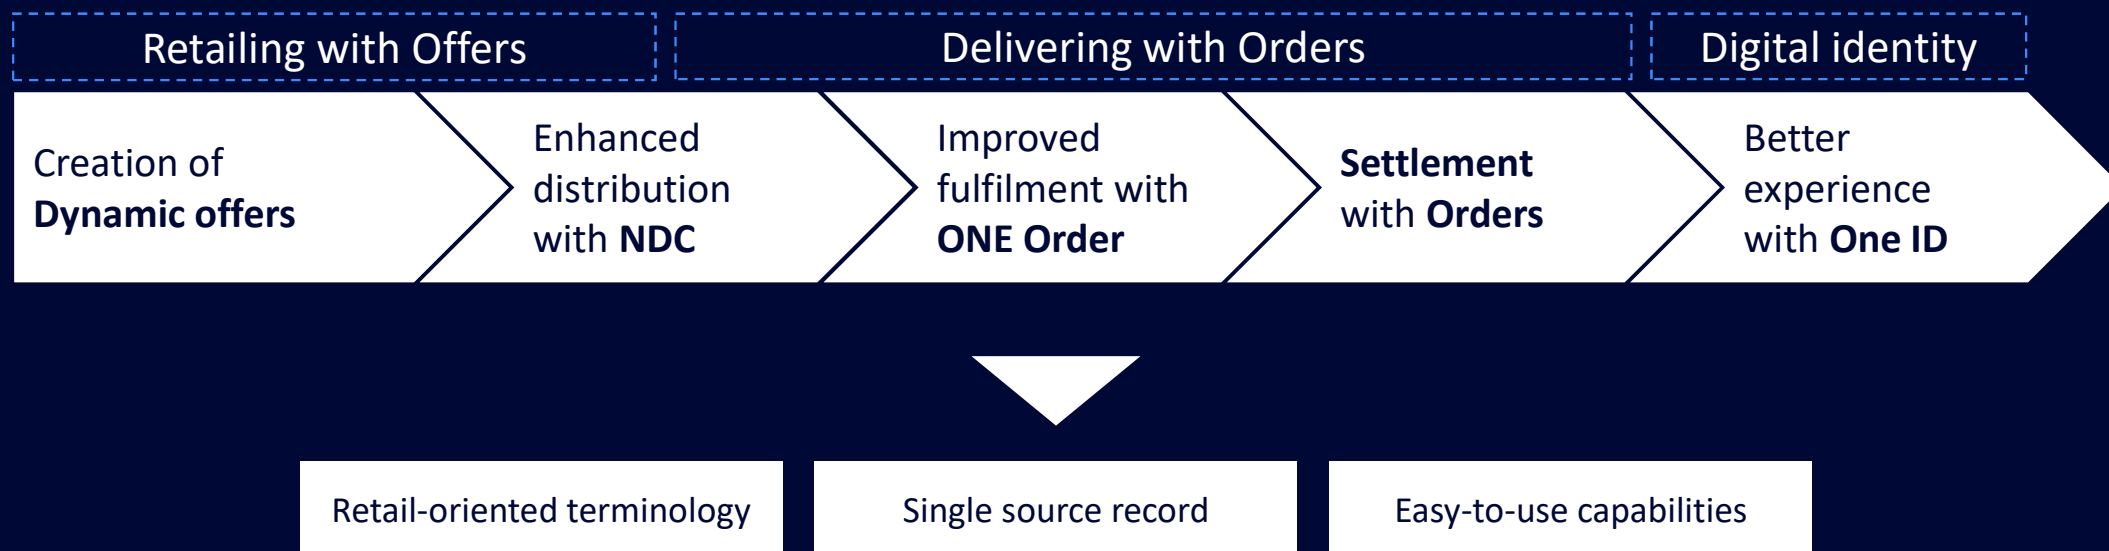 Retailing with Offers
Delivering with Orders
Digital identity
Creation of
Dynamic offers
Enhanced
distribution
with NDC
Improved
fulfilment with
ONE Order
Settlement
with Orders
Better
experience
with One ID
Retail-oriented terminology
Single source record
Easy-to-use capabilities